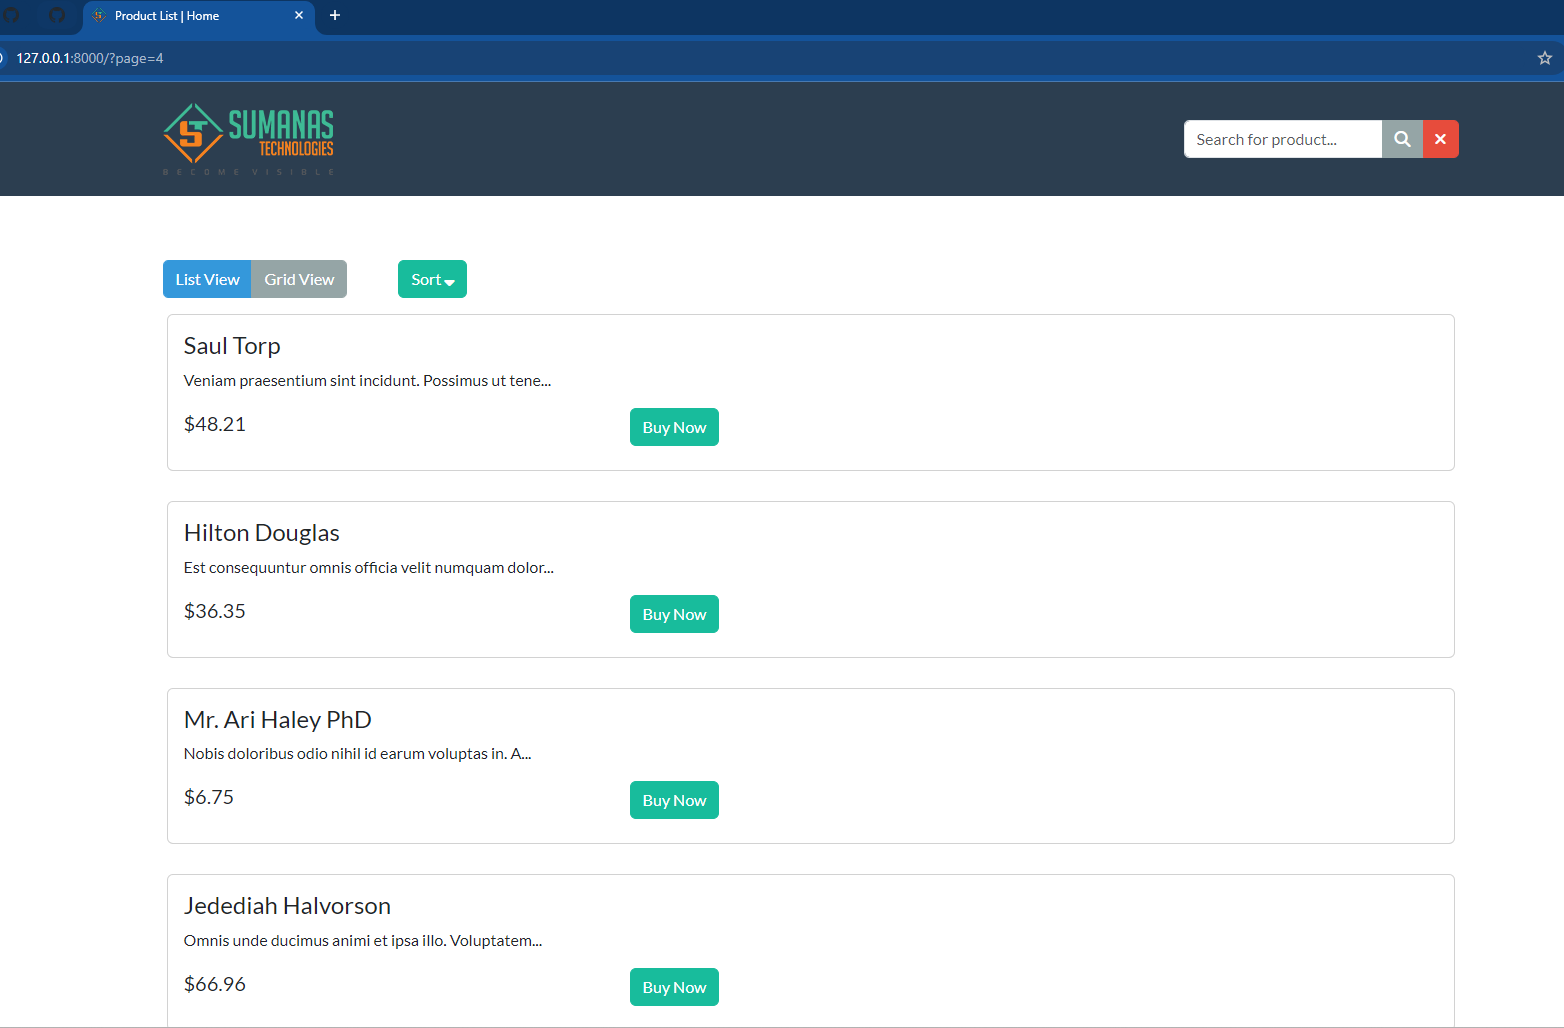 Product List | Home
127.0.0.1:8000/?page=4
ST
SUMANAS
TECHNOLOGIES
BECOME VISIBLE
Search for product...
List View Grid View Sort
Saul Torp
Veniam praesentium sint incidunt. Possimus ut tene...
$48.21 Buy Now
Hilton Douglas
Est consequuntur omnis officia velit numquam dolor...
$36.35 Buy Now
Mr. Ari Haley PhD
Nobis doloribus odio nihil id earum voluptas in. A...
$6.75 Buy Now
Jedediah Halvorson
Omnis unde ducimus animi et ipsa illo. Voluptatem...
$66.96 Buy Now